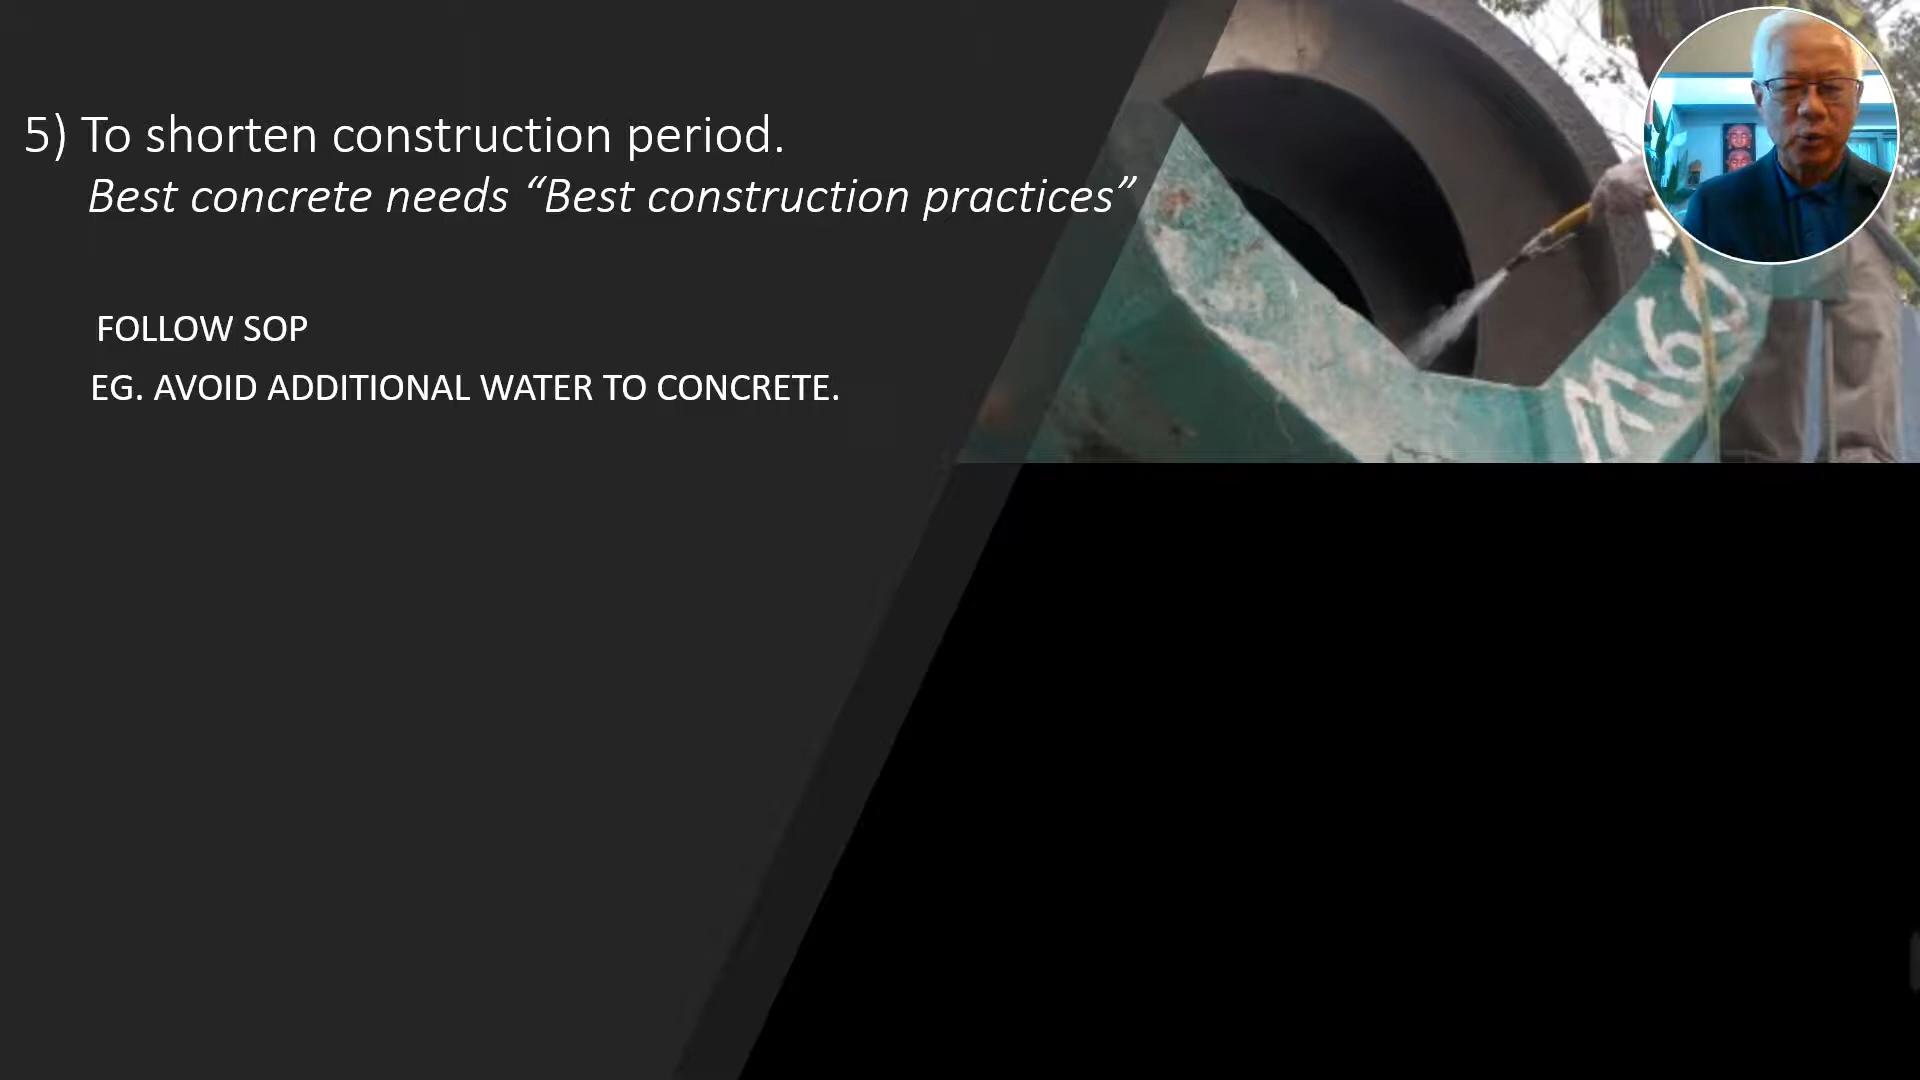 5) To shorten construction period.
Best concrete needs “Best construction practices”
FOLLOW SOP
EG. AVOID ADDITIONAL WATER TO CONCRETE.
M60